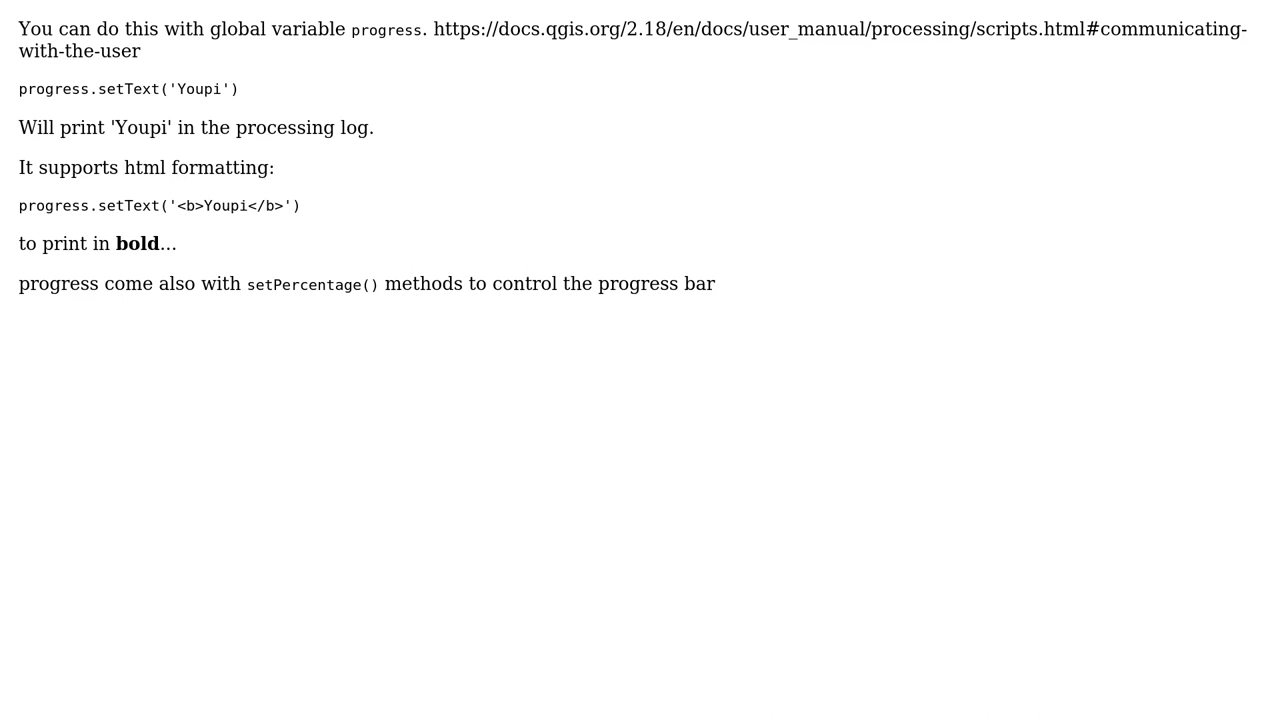 You can do this with global variable progress. https://docs.qgis.org/2.18/en/docs/user_manual/processing/scripts.html#communicating-
with-the-user
progress.setText('Youpi')
Will print 'Youpi' in the processing log.
It supports html formatting:
progress.setText('<b>Youpi</b>')
to print in bold...
progress come also with setPercentage() methods to control the progress bar